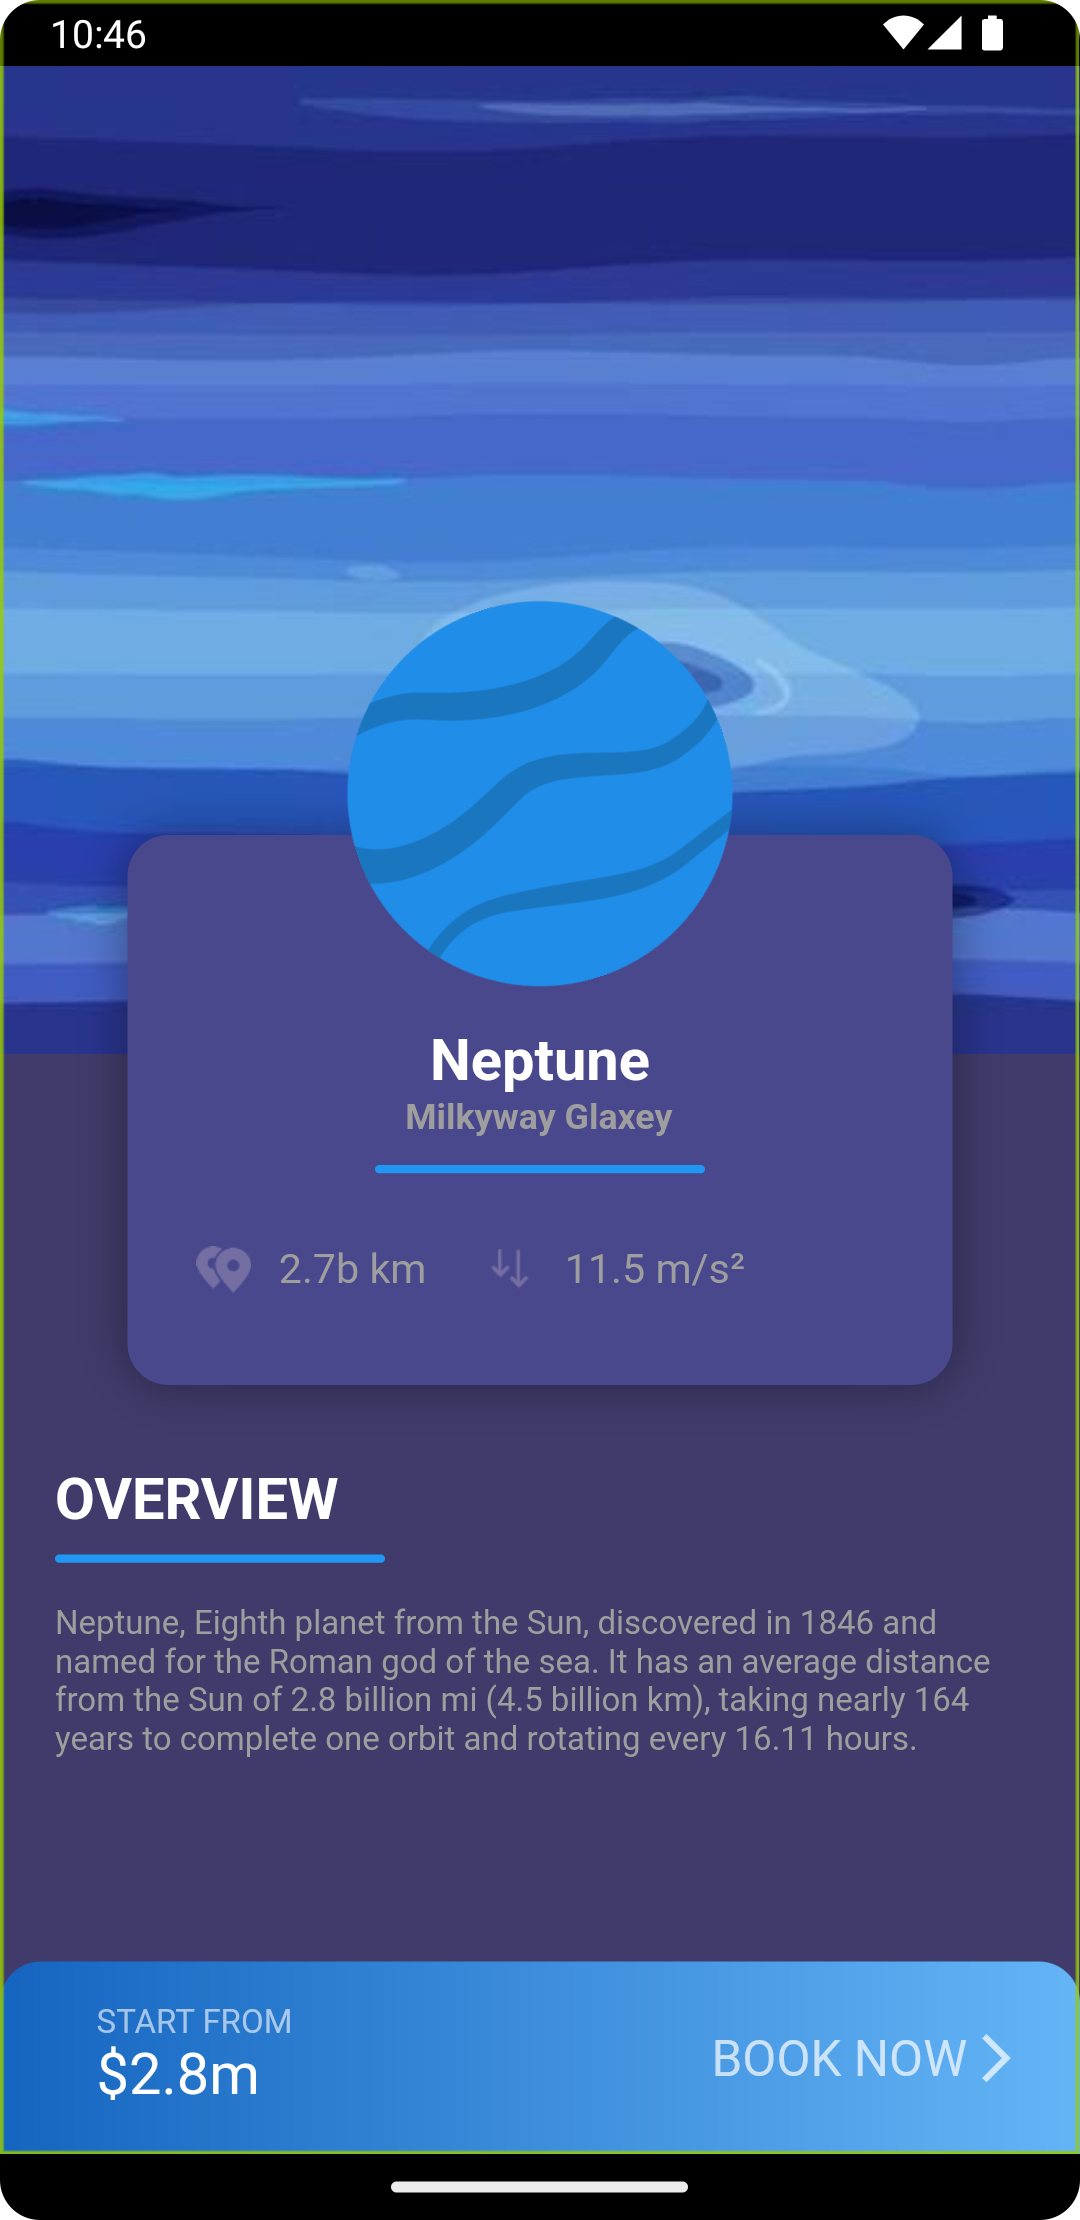 10:46
Neptune
Milkyway Glaxey
2.7b km 11.5 m/s²
OVERVIEW
Neptune, Eighth planet from the Sun, discovered in 1846 and
named for the Roman god of the sea. It has an average distance
from the Sun of 2.8 billion mi (4.5 billion km), taking nearly 164
years to complete one orbit and rotating every 16.11 hours.
START FROM
$2.8m
BOOK NOW